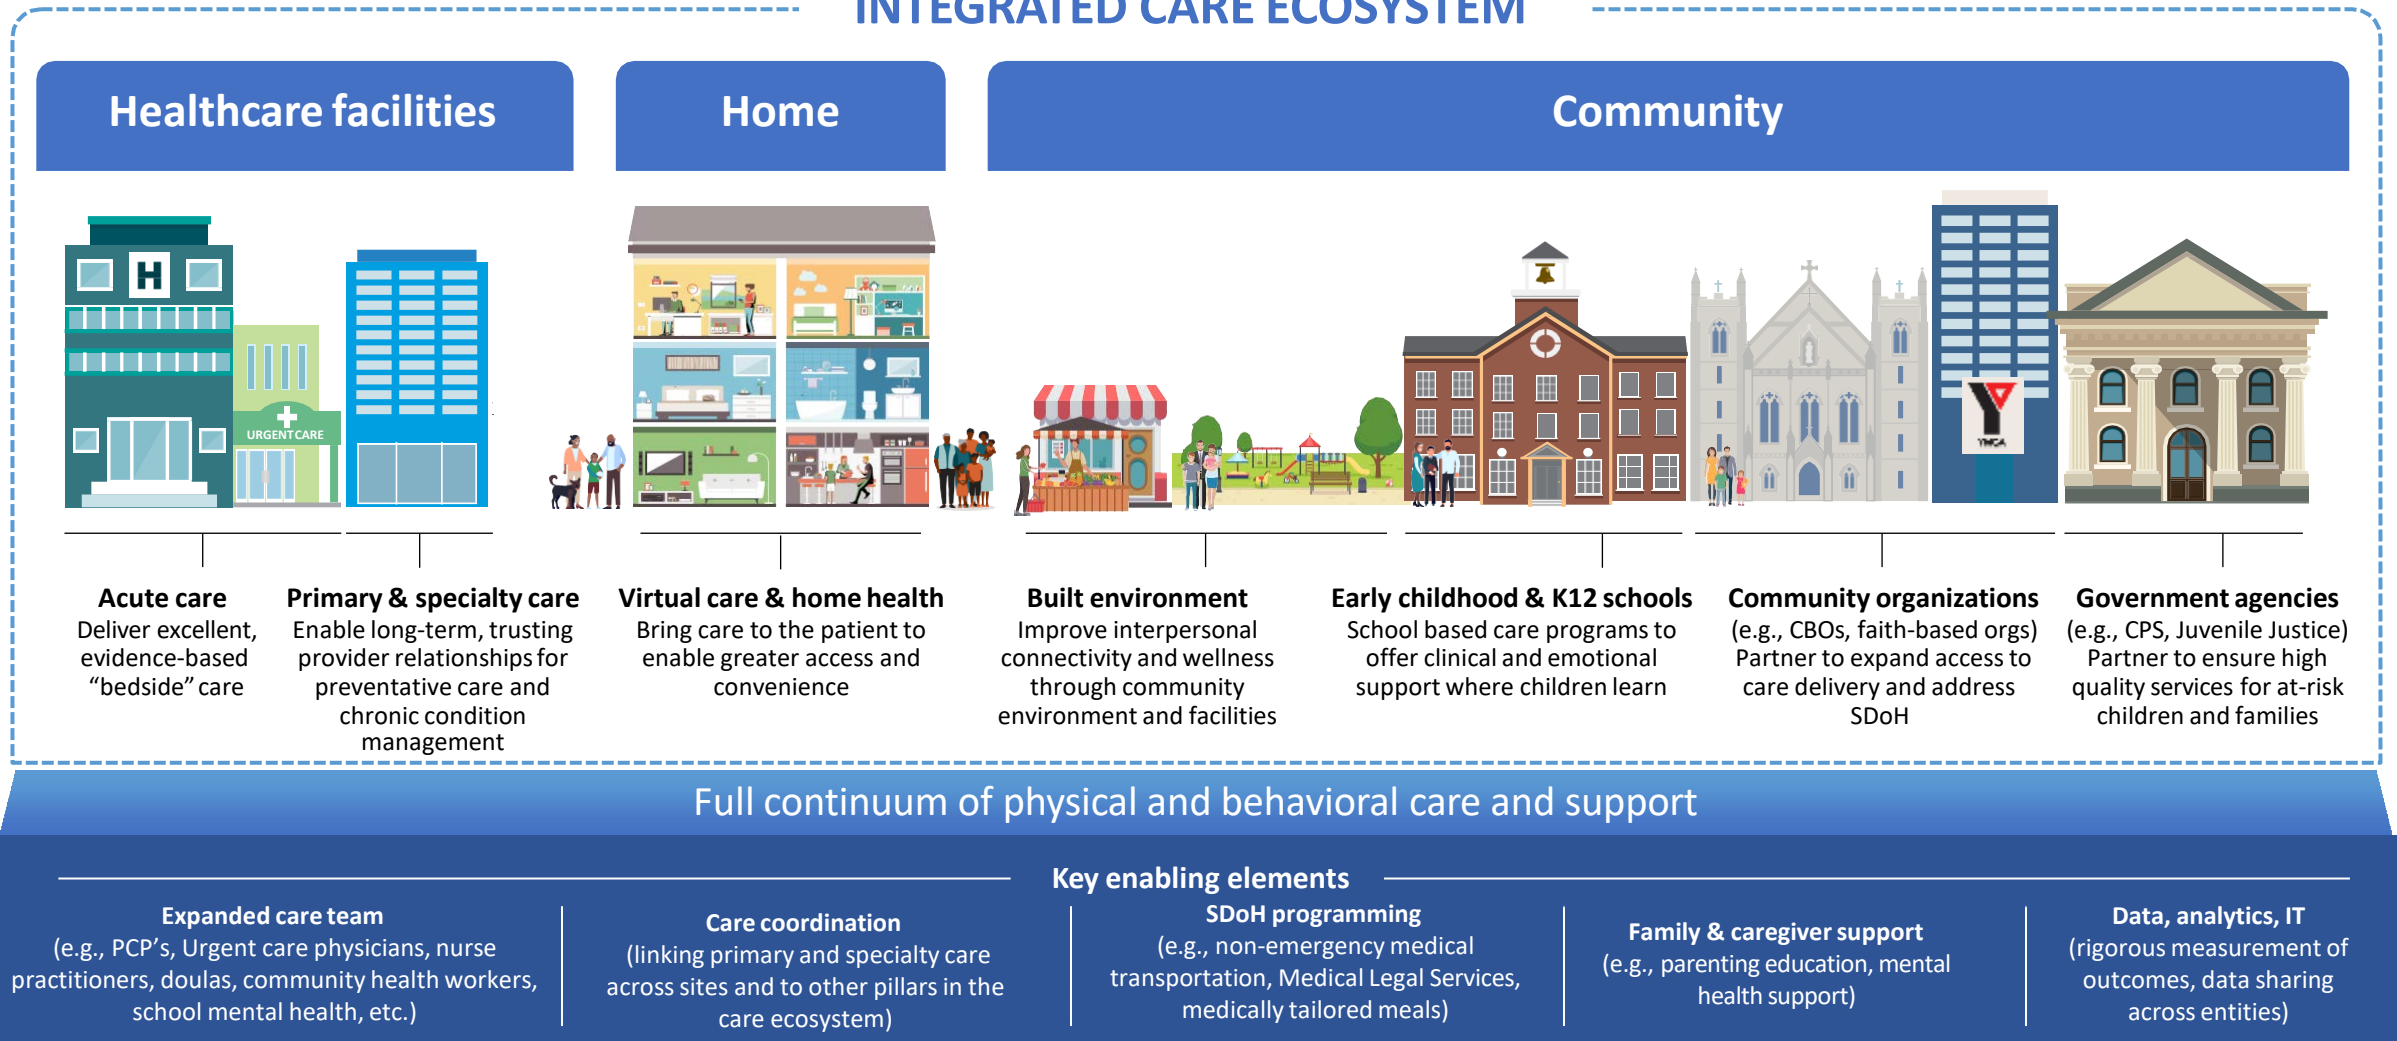 INTEGRATED CARE ECOSYSTEM
Healthcare facilities
Home
Community
H
URGENT CARE
YMCA
Acute care
Deliver excellent,
evidence-based
“bedside” care
Primary & specialty care
Enable long-term, trusting
provider relationships for
preventative care and
chronic condition
management
Virtual care & home health
Bring care to the patient to
enable greater access and
convenience
Built environment
Improve interpersonal
connectivity and wellness
through community
environment and facilities
Early childhood & K12 schools
School based care programs to
offer clinical and emotional
support where children learn
Community organizations
(e.g., CBOs, faith-based orgs)
Partner to expand access to
care delivery and address
SDoH
Government agencies
(e.g., CPS, Juvenile Justice)
Partner to ensure high
quality services for at-risk
children and families
Full continuum of physical and behavioral care and support
Key enabling elements
Expanded care team
(e.g., PCP’s, Urgent care physicians, nurse
practitioners, doulas, community health workers,
school mental health, etc.)
Care coordination
(linking primary and specialty care
across sites and to other pillars in the
care ecosystem)
SDoH programming
(e.g., non-emergency medical
transportation, Medical Legal Services,
medically tailored meals)
Family & caregiver support
(e.g., parenting education, mental
health support)
Data, analytics, IT
(rigorous measurement of
outcomes, data sharing
across entities)